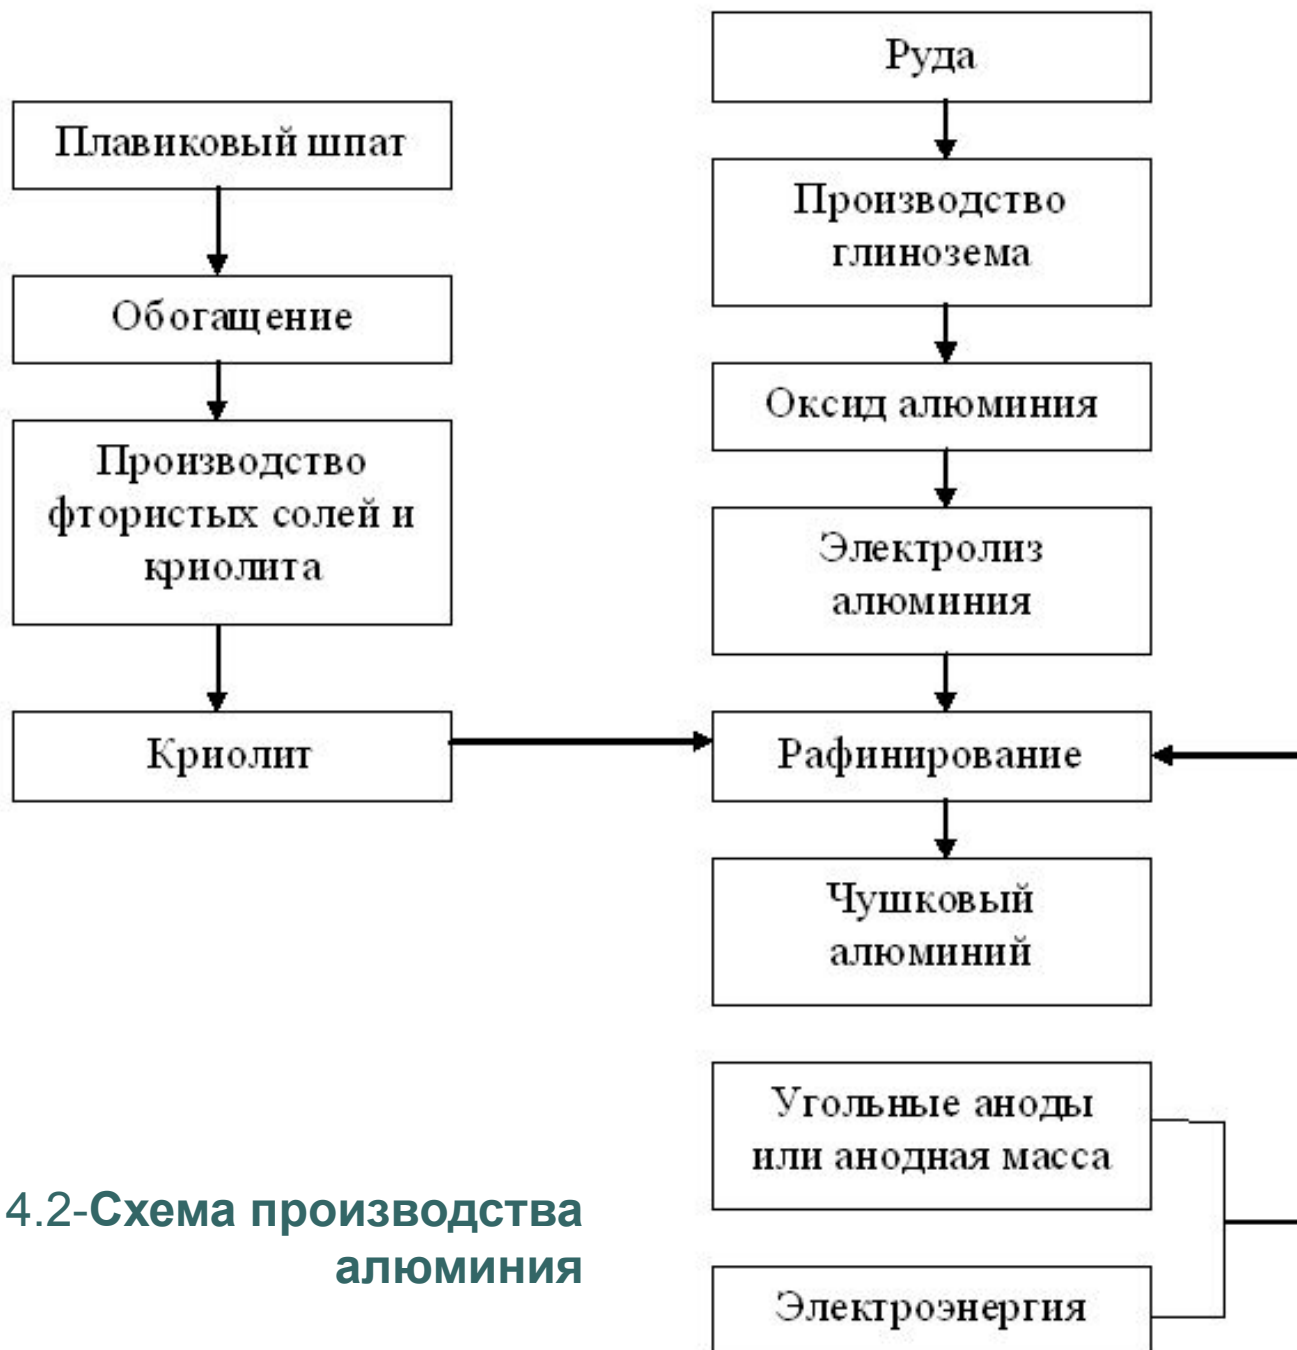 Руда
Плавиковый шпат
Производство
глинозема
Обогащение
Оксид алюминия
Производство
фтористых солей и
криолита
Электролиз
алюминия
Криолит
Рафинирование
Чушковый
алюминий
Угольные аноды
или анодная масса
4.2-Схема производства
алюминия
Электроэнергия